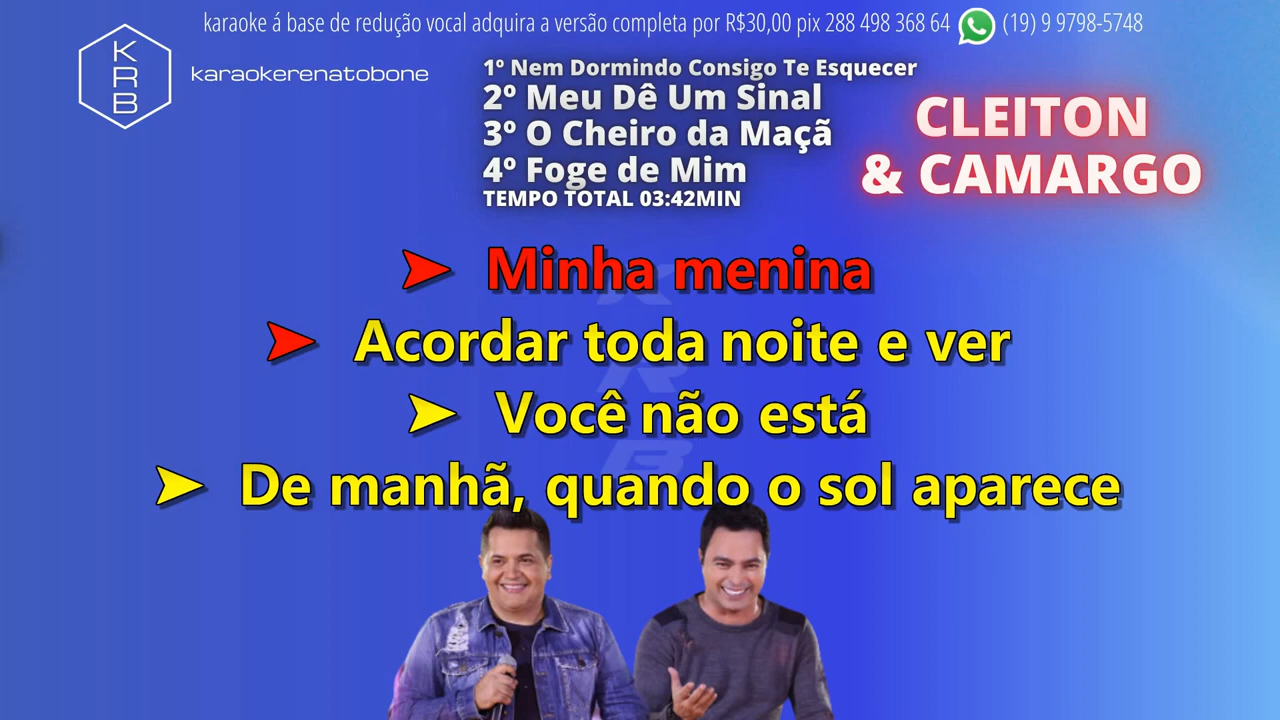 karaoke á base de redução vocal adquira a versão completa por R$30,00 pix 288 498 368 64 (19) 9 9798-5748
K
R
B
karaokerenatobone
1º Nem Dormindo Consigo Te Esquecer
2º Meu Dê Um Sinal
3º O Cheiro da Maçã
4º Foge de Mim
TEMPO TOTAL 03:42MIN
CLEITON
& CAMARGO
Minha menina
Acordar toda noite e ver
Você não está
De manhã, quando o sol aparece
K
R
B